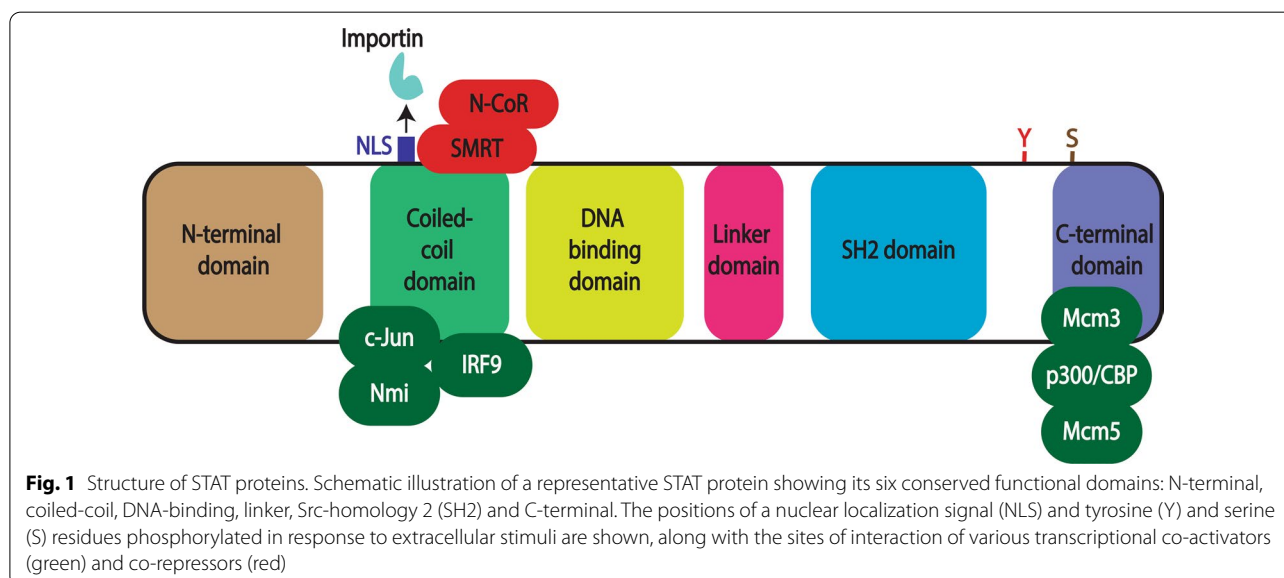 Importin
N-CoR
NLS
SMRT
Y
S
N-terminal
domain
Coiled-
coil
domain
DNA
binding
domain
Linker
domain
SH2 domain
C-terminal
domain
c-Jun
IRF9
Nmi
Mcm3
p300/CBP
Mcm5
Fig. 1 Structure of STAT proteins. Schematic illustration of a representative STAT protein showing its six conserved functional domains: N-terminal,
coiled-coil, DNA-binding, linker, Src-homology 2 (SH2) and C-terminal. The positions of a nuclear localization signal (NLS) and tyrosine (Y) and serine
(S) residues phosphorylated in response to extracellular stimuli are shown, along with the sites of interaction of various transcriptional co-activators
(green) and co-repressors (red)